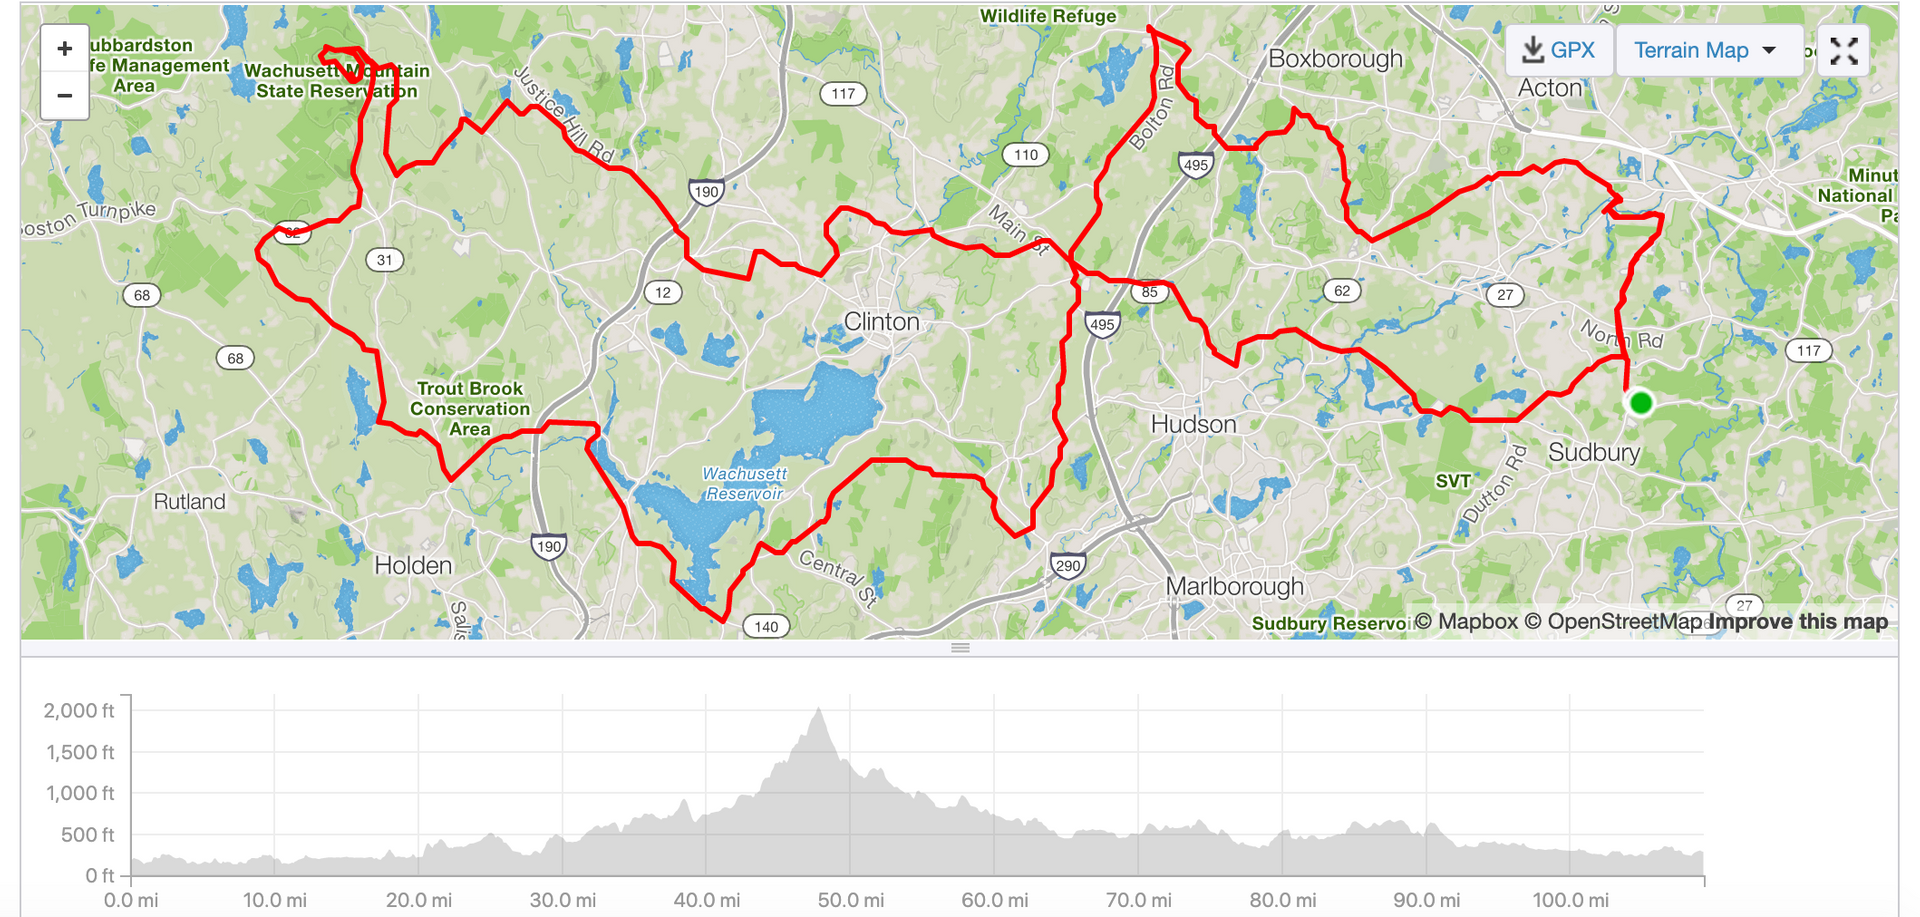 Wildlife Refuge
+
−
ubbardston
fe Management
Area
Wachusett Mountain
State Reservation
Justice Hill Rd
117
Boxborough
GPX
Terrain Map
Acton
Bolton Rd
110
495
190
Minut
National
Pa
oston Turnpike
62
31
Main St
68
12
85
62
27
495
Clinton
North Rd
117
68
Trout Brook
Conservation
Area
Hudson
Sudbury
Wachusett
Reservoir
SVT
Dutton Rd
Rutland
190
Holden
Central St
290
Marlborough
Salis
140
27
Sudbury Reservoi
© Mapbox © OpenStreetMap Improve this map
2,000 ft
1,500 ft
1,000 ft
500 ft
0 ft
0.0 mi
10.0 mi
20.0 mi
30.0 mi
40.0 mi
50.0 mi
60.0 mi
70.0 mi
80.0 mi
90.0 mi
100.0 mi